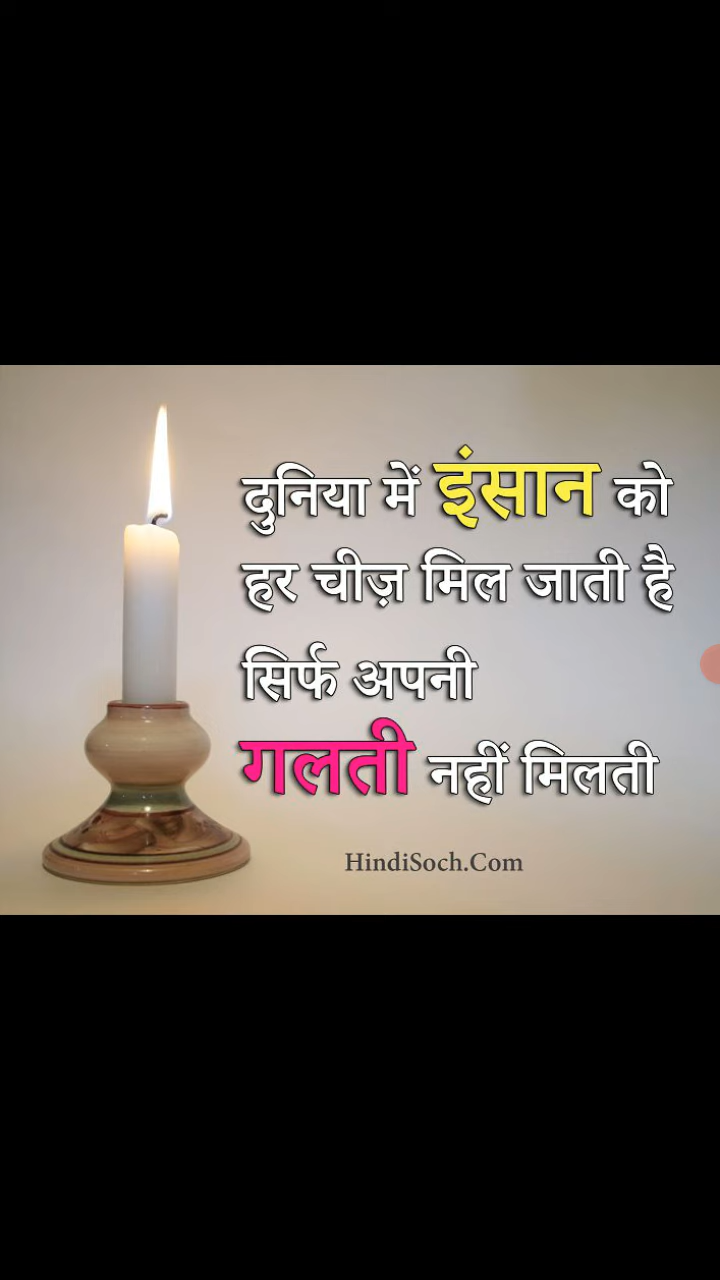 दुनिया में इंसान को
हर चीज़ मिल जाती है
सिर्फ अपनी
गलती नहीं मिलती
HindiSoch.Com